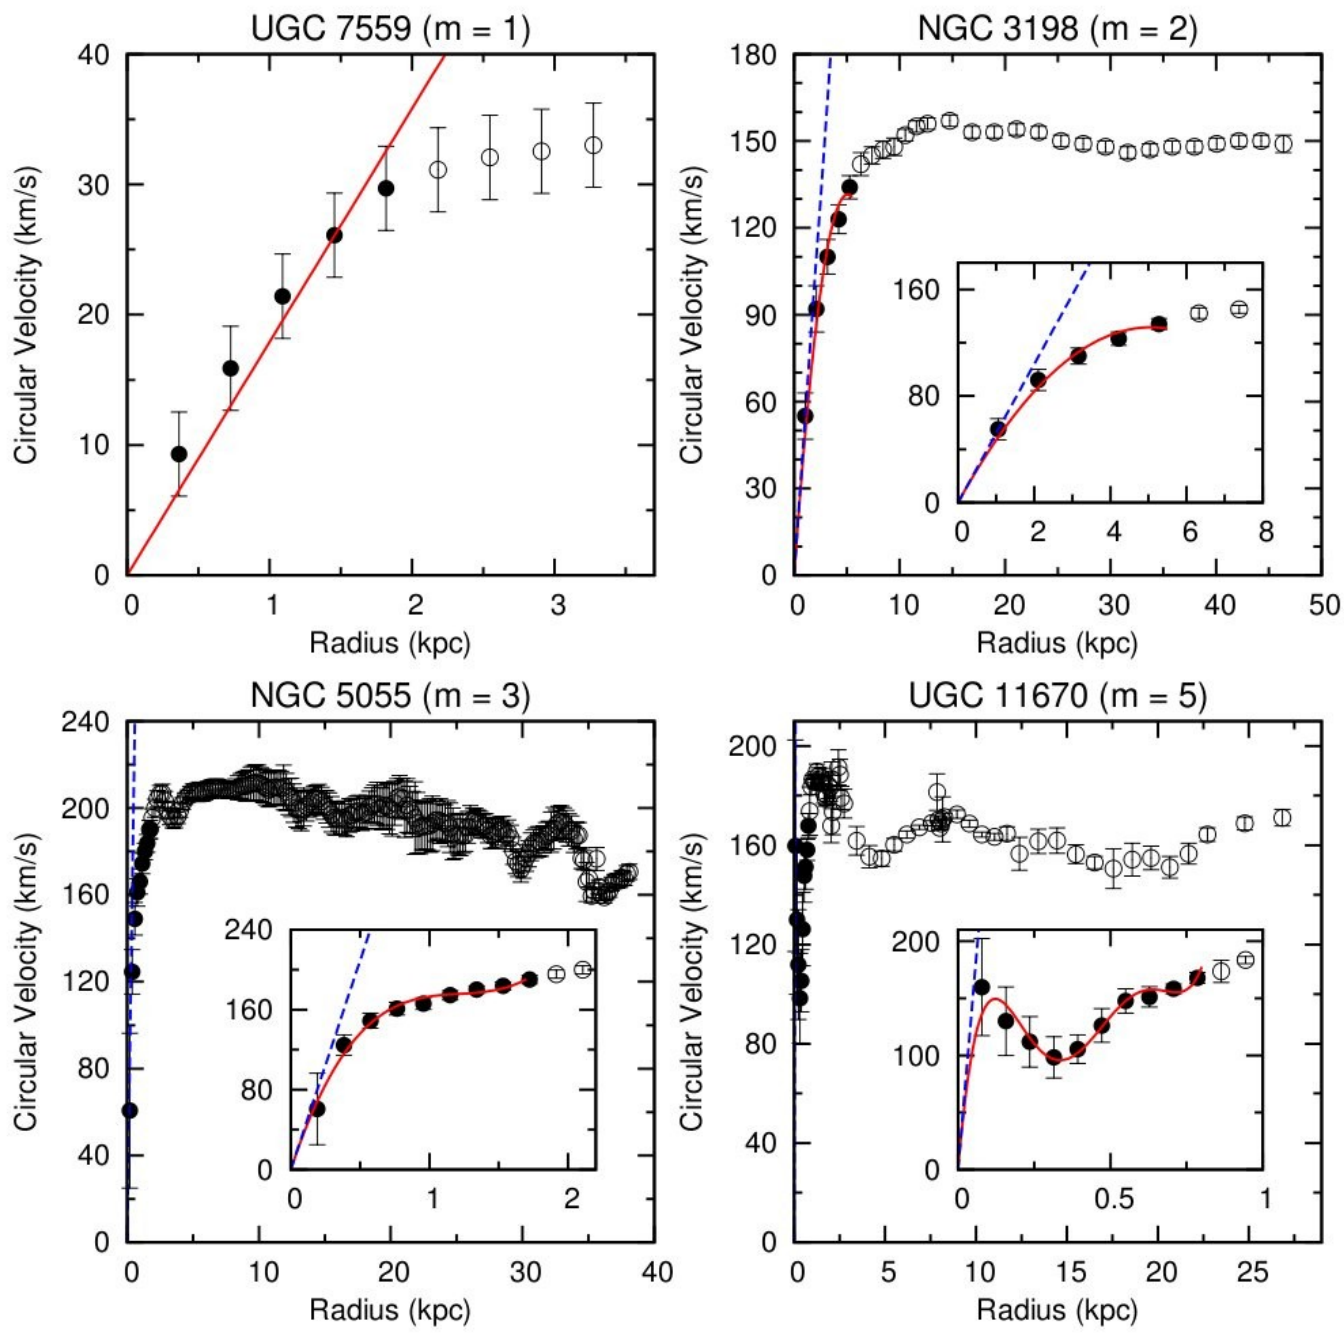 UGC 7559 (m = 1)
40
30
20
10
0
Circular Velocity (km/s)
0 1 2 3
Radius (kpc)
NGC 3198 (m = 2)
180
150
120
90
60
30
0
Circular Velocity (km/s)
160
80
0
0 2 4 6 8
0 10 20 30 40 50
Radius (kpc)
NGC 5055 (m = 3)
240
200
160
120
80
40
0
Circular Velocity (km/s)
240
160
80
0
0 1 2
0 10 20 30 40
Radius (kpc)
UGC 11670 (m = 5)
200
160
120
80
40
0
Circular Velocity (km/s)
200
100
0
0 0.5 1
0 5 10 15 20 25
Radius (kpc)